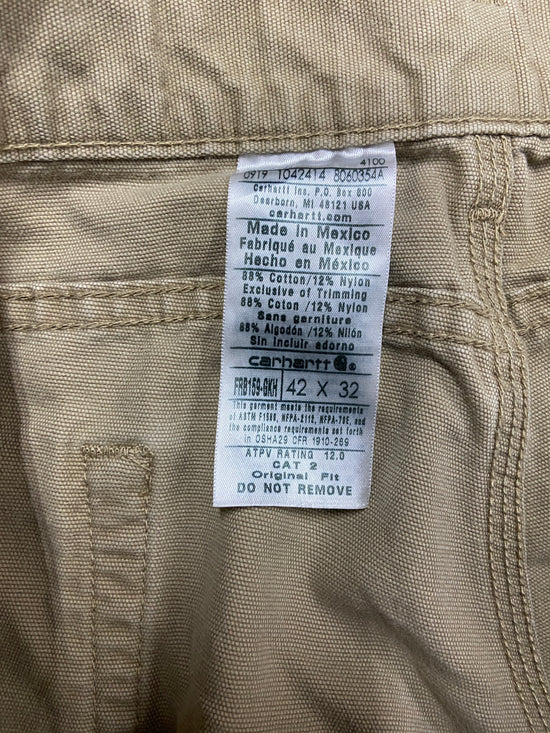 4100
0919 1042414 8060354A
Carhartt Inc. P.O. Box 600
Dearborn, MI 48121 USA
carhartt.com
Made in Mexico
Fabriqué au Mexique
Hecho en México
88% Cotton/12% Nylon
Exclusive of Trimming
88% Coton /12% Nylon
Sans garniture
88% Algodón /12% Nilón
Sin incluir adorno
carhartt
FRB159-GKH 42 X 32
This garment meets the requirements
of ASTM F1506, NFPA-2112, NFPA-70E, and
the compliance requirements set forth
in OSHA29 CFR 1910-269
ATPV RATING 12.0
CAT 2
Original Fit
DO NOT REMOVE